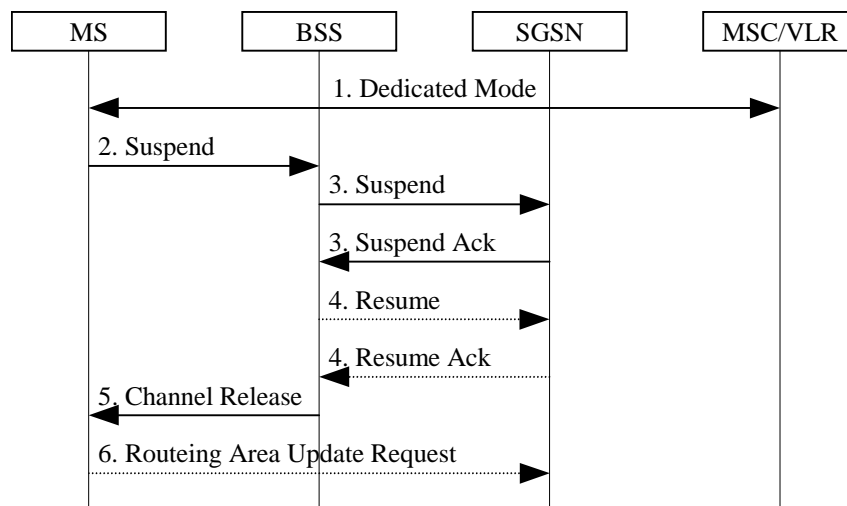 MS
BSS
SGSN
MSC/VLR
1. Dedicated Mode
2. Suspend
3. Suspend
3. Suspend Ack
4. Resume
4. Resume Ack
5. Channel Release
6. Routeing Area Update Request